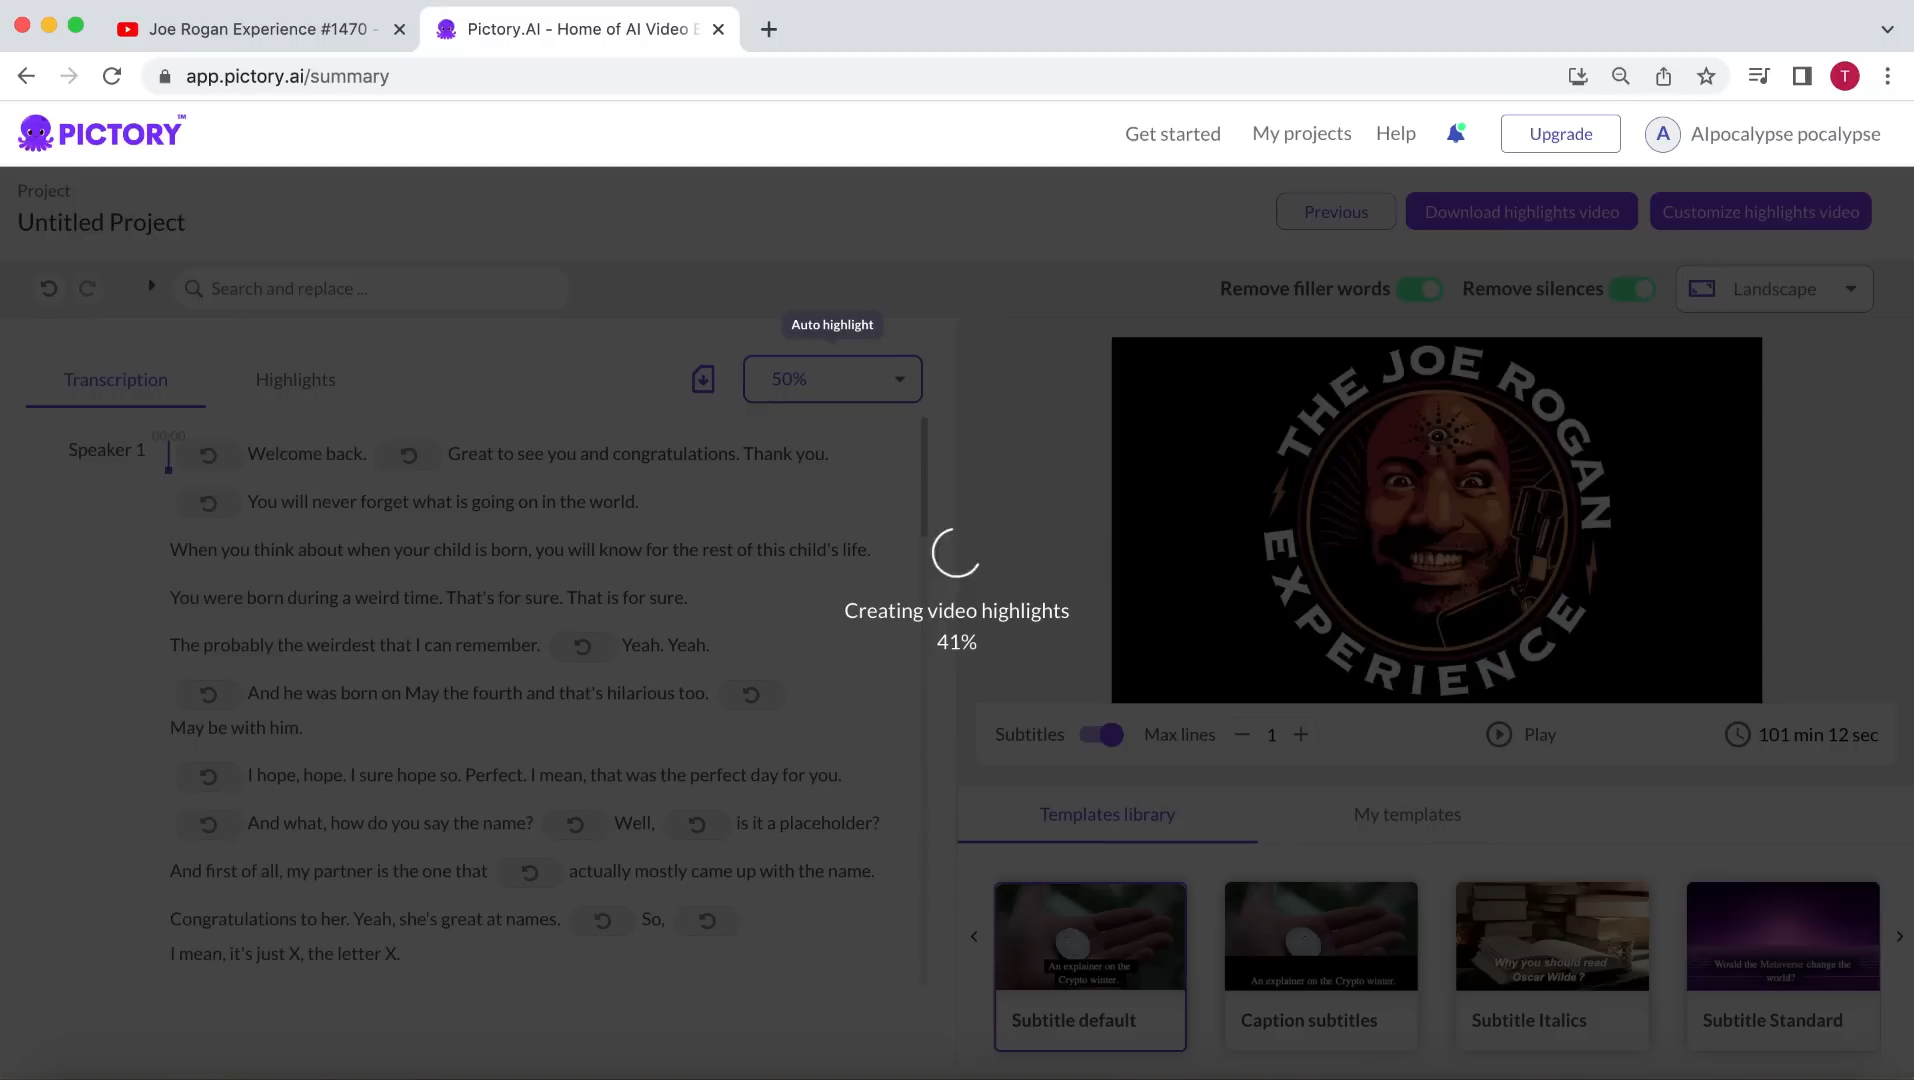 Joe Rogan Experience #1470 -
Pictory.AI - Home of AI Video E
app.pictory.ai/summary
T
PICTORY™
Get started
My projects
Help
Upgrade
A
AIpocalypse pocalypse
Project
Untitled Project
Previous
Download highlights video
Customize highlights video
Search and replace ...
Remove filler words
Remove silences
Landscape
Auto highlight
Transcription
Highlights
50%
00:00
Speaker 1
Welcome back. Great to see you and congratulations. Thank you.
You will never forget what is going on in the world.
When you think about when your child is born, you will know for the rest of this child's life.
You were born during a weird time. That's for sure. That is for sure.
The probably the weirdest that I can remember. Yeah. Yeah.
And he was born on May the fourth and that's hilarious too.
May be with him.
I hope, hope. I sure hope so. Perfect. I mean, that was the perfect day for you.
And what, how do you say the name? Well, is it a placeholder?
And first of all, my partner is the one that actually mostly came up with the name.
Congratulations to her. Yeah, she's great at names. So,
I mean, it's just X, the letter X.
Creating video highlights
41%
THE JOE ROGAN
EXPERIENCE
Subtitles
Max lines
1
Play
101 min 12 sec
Templates library
My templates
An explainer on the
Crypto winter.
Subtitle default
An explainer on the Crypto winter.
Caption subtitles
Why you should read
Oscar Wilde ?
Subtitle Italics
Would the Metaverse change the
world?
Subtitle Standard